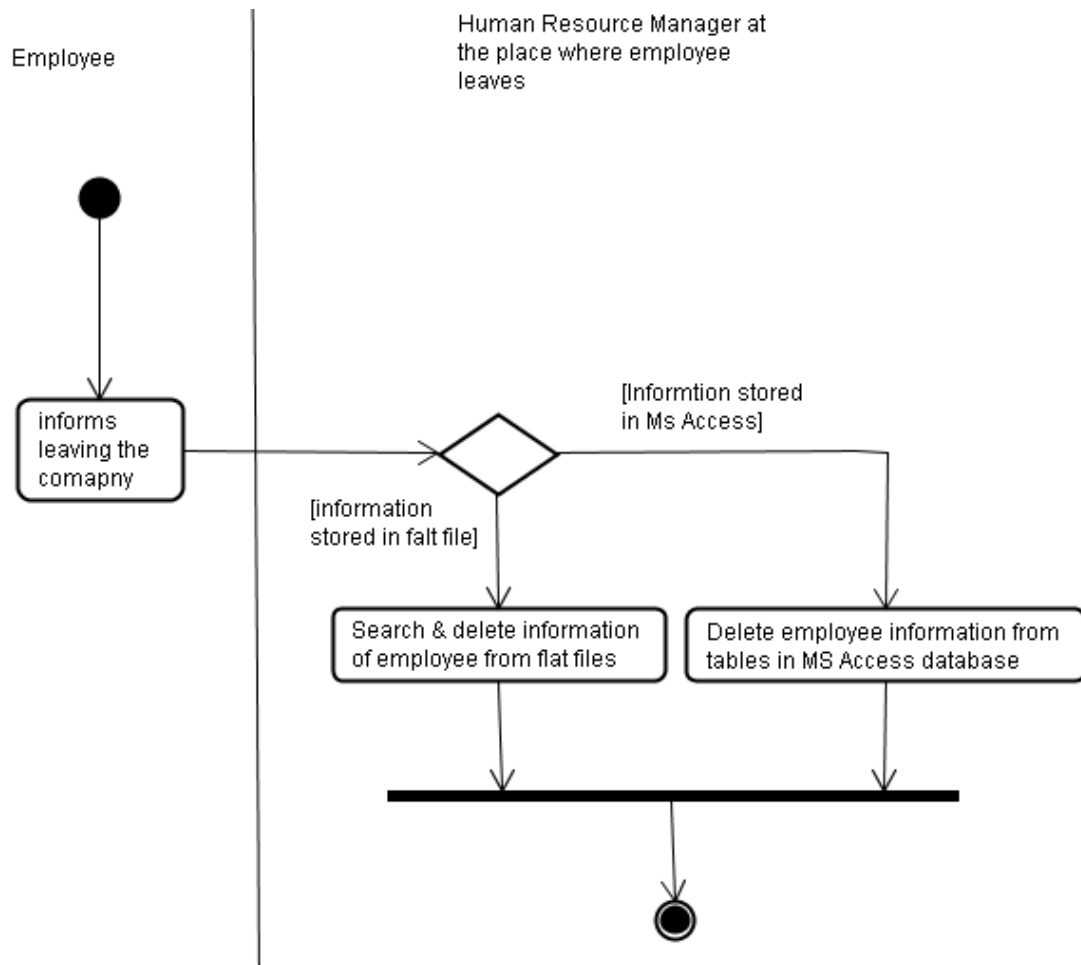 Employee
Human Resource Manager at
the place where employee
leaves
informs
leaving the
comapny
[Informtion stored
in Ms Access]
[information
stored in falt file]
Search & delete information
of employee from flat files
Delete employee information from
tables in MS Access database